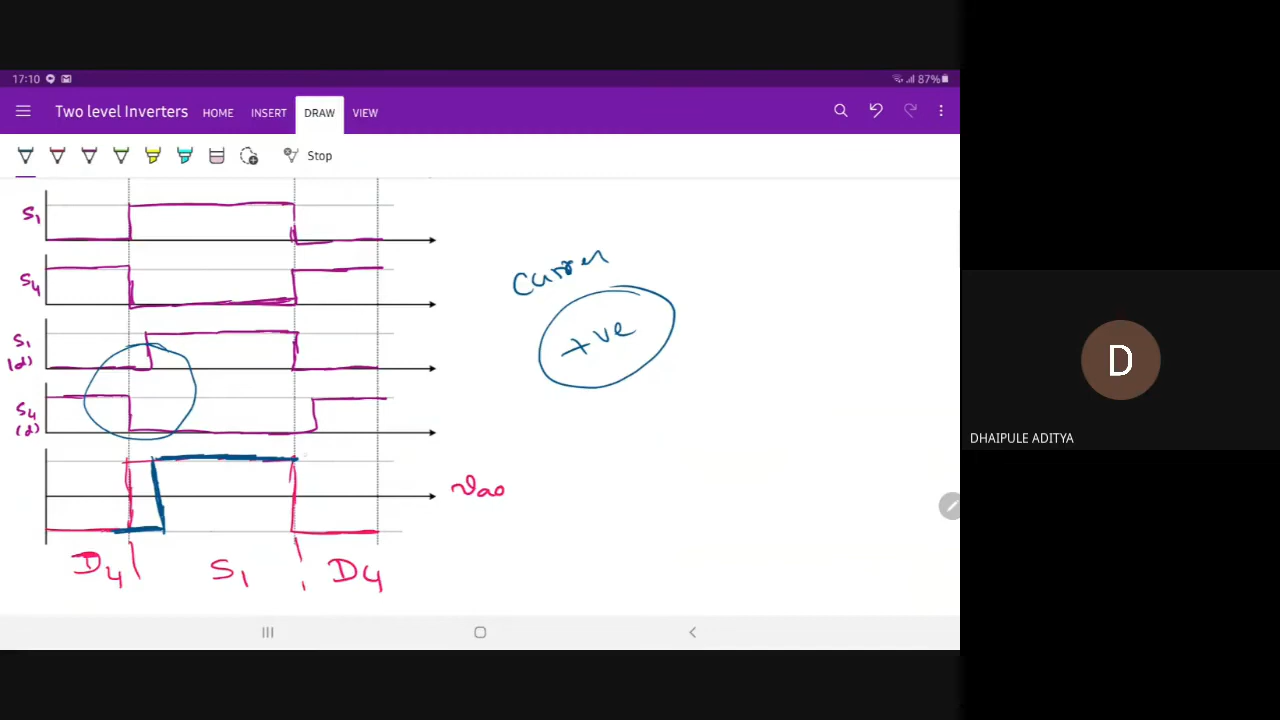 17:10
87%
Two level Inverters HOME INSERT DRAW VIEW
Stop
S1
S4
S1
(d)
S4
(d)
Curren
+ve
vao
D4 S1 D4
D
DHAIPULE ADITYA